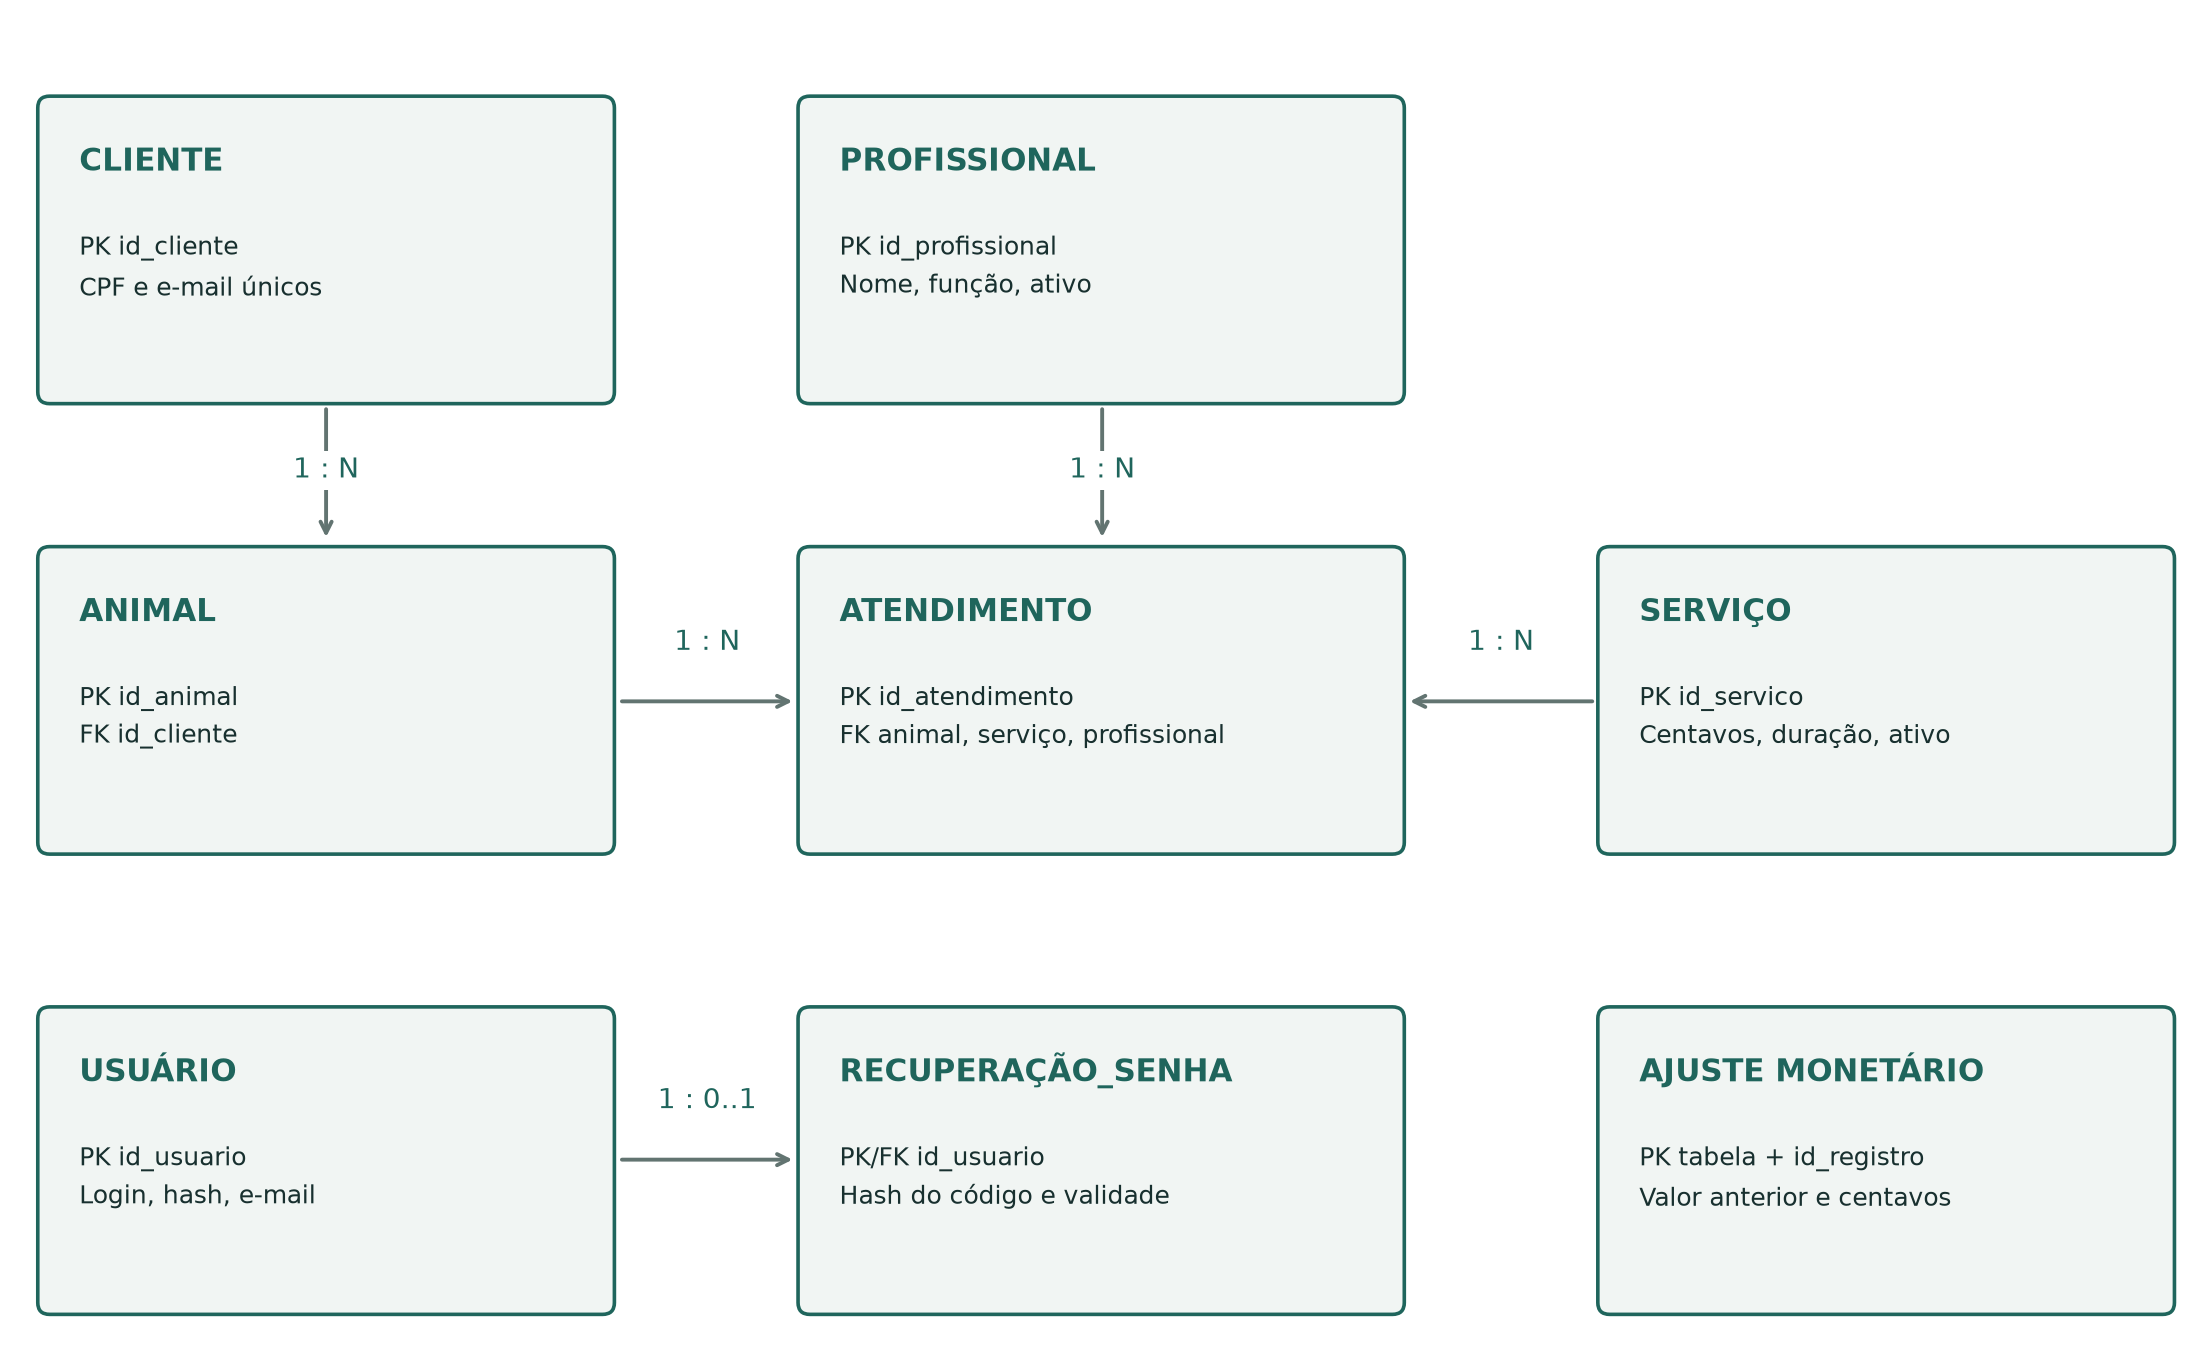 CLIENTE
PK id_cliente
CPF e e-mail únicos
PROFISSIONAL
PK id_profissional
Nome, função, ativo
1 : N
1 : N
ANIMAL
PK id_animal
FK id_cliente
1 : N
ATENDIMENTO
PK id_atendimento
FK animal, serviço, profissional
1 : N
SERVIÇO
PK id_servico
Centavos, duração, ativo
USUÁRIO
PK id_usuario
Login, hash, e-mail
1 : 0..1
RECUPERAÇÃO_SENHA
PK/FK id_usuario
Hash do código e validade
AJUSTE MONETÁRIO
PK tabela + id_registro
Valor anterior e centavos